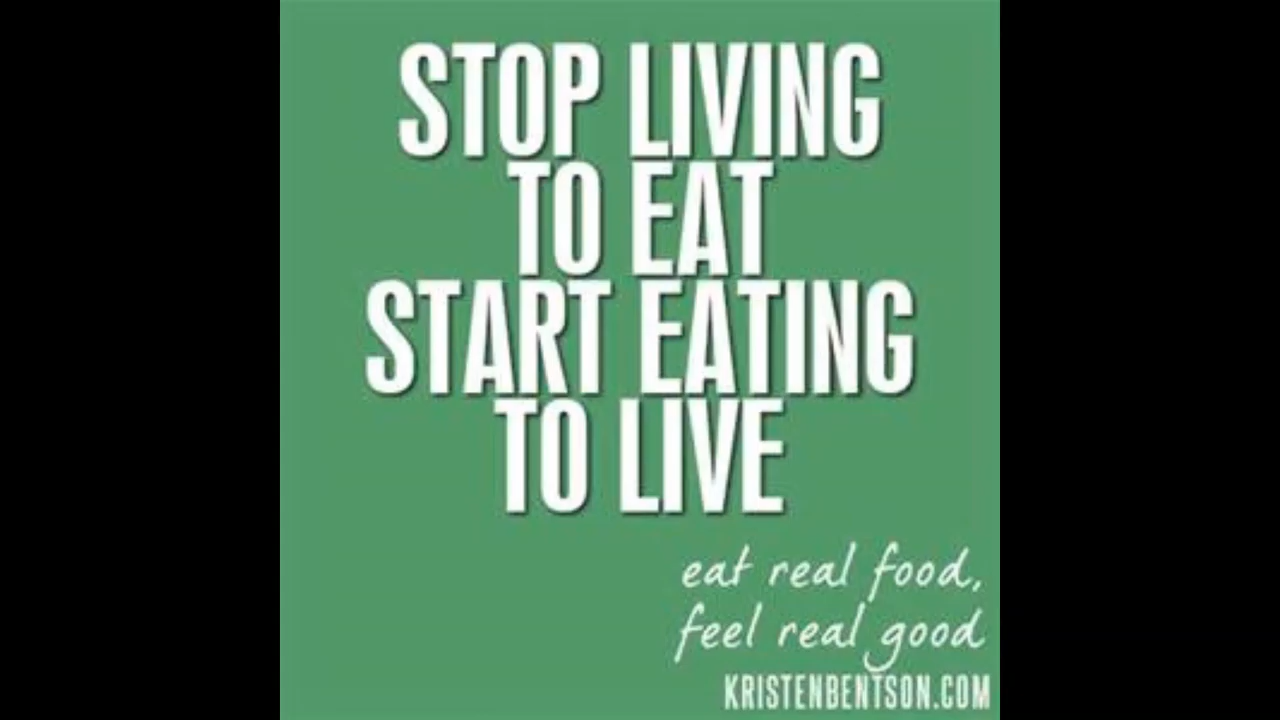 STOP LIVING
TO EAT
START EATING
TO LIVE
eat real food,
feel real good
KRISTENBENTSON.COM